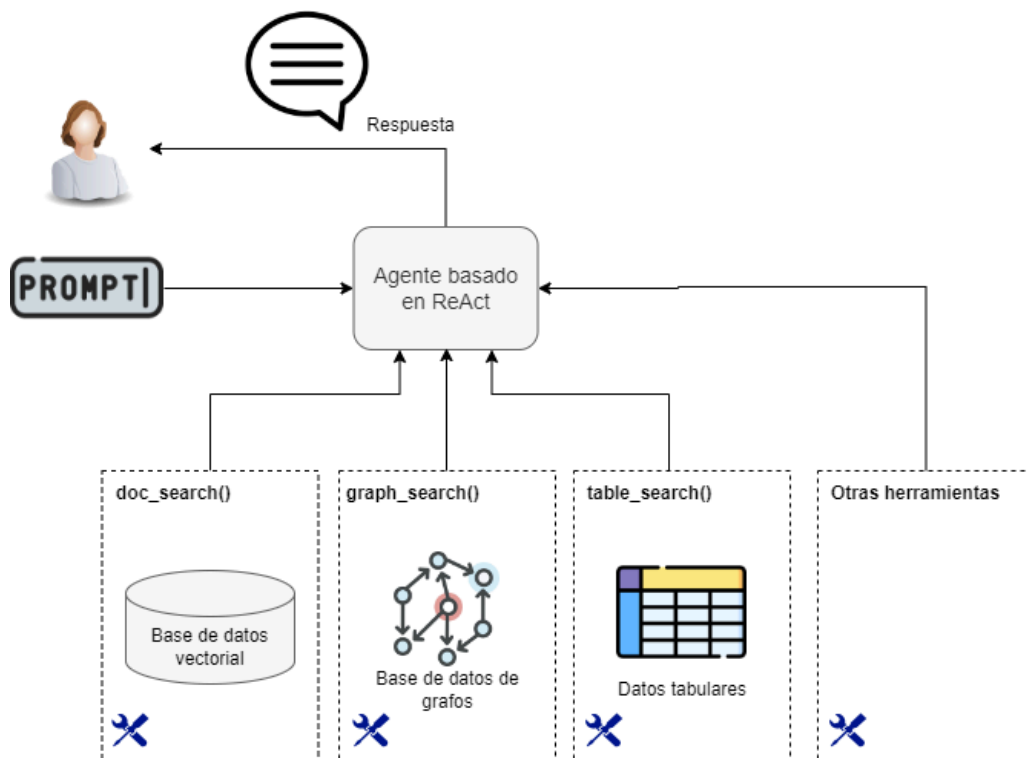 Respuesta
PROMPT
Agente basado
en ReAct
doc_search()
graph_search()
table_search()
Otras herramientas
Base de datos
vectorial
Base de datos de
grafos
Datos tabulares